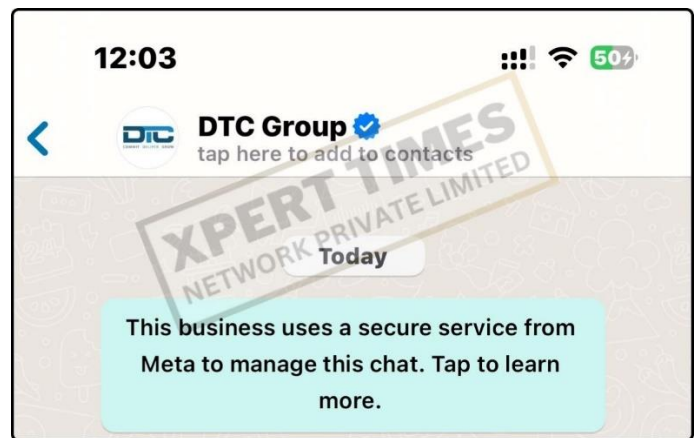 12:03
50
DTC
DTC Group
tap here to add to contacts
XPERT TIMES
NETWORK PRIVATE LIMITED
Today
This business uses a secure service from
Meta to manage this chat. Tap to learn
more.